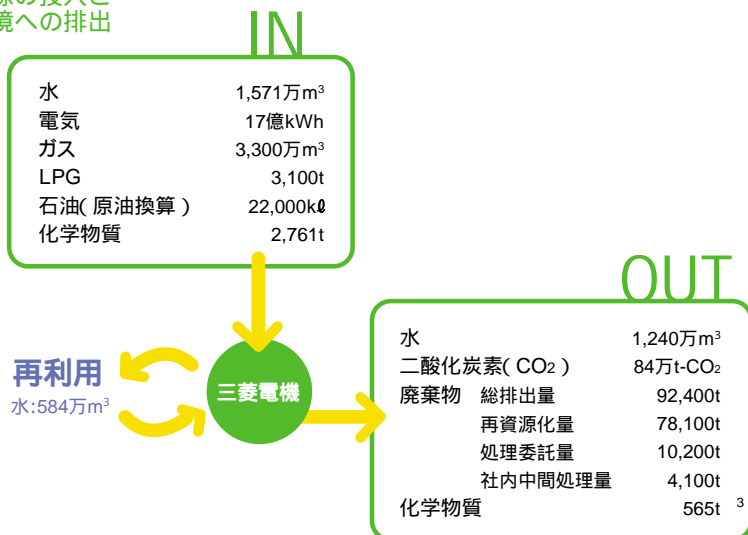 境への排出
IN
水 1,571万m³
電気 17億kWh
ガス 3,300万m³
LPG 3,100t
石油(原油換算) 22,000kℓ
化学物質 2,761t
OUT
水 1,240万m³
二酸化炭素(CO₂) 84万t-CO₂
廃棄物 総排出量 92,400t
再資源化量 78,100t
処理委託量 10,200t
社内中間処理量 4,100t
化学物質 565t 3
再利用
水:584万m³
三菱電機